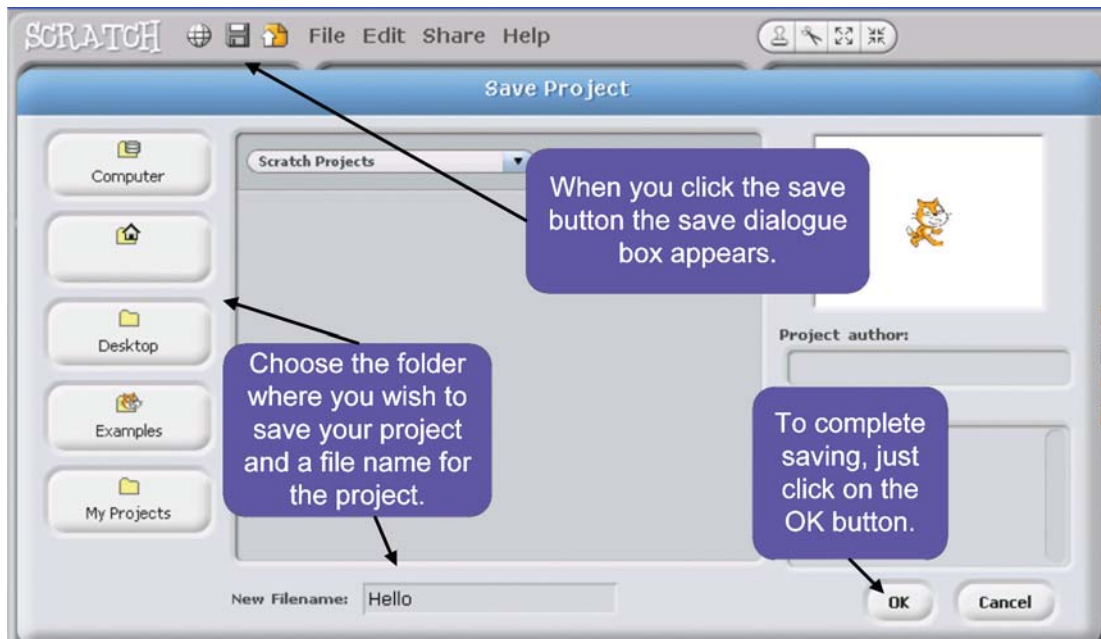 SCRATCH File Edit Share Help
Save Project
Computer
Desktop
Examples
My Projects
Scratch Projects
When you click the save
button the save dialogue
box appears.
Choose the folder
where you wish to
save your project
and a file name for
the project.
Project author:
To complete
saving, just
click on the
OK button.
New Filename: Hello
OK Cancel